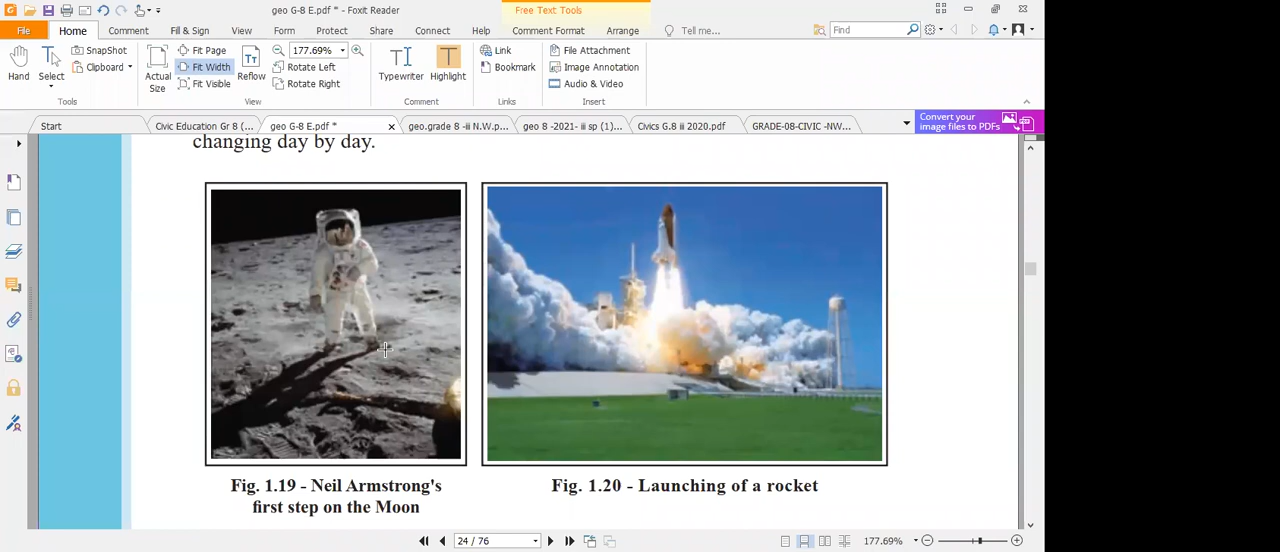 geo G-8 E.pdf * - Foxit Reader
Free Text Tools
File
Home
Comment
Fill & Sign
View
Form
Protect
Share
Connect
Help
Comment Format
Arrange
Tell me...
Find
SnapShot
Clipboard
Hand
Select
Tools
Actual
Size
Fit Page
Fit Width
Fit Visible
Reflow
177.69%
Rotate Left
Rotate Right
View
Typewriter
Highlight
Comment
Link
Bookmark
Links
File Attachment
Image Annotation
Audio & Video
Insert
Start
Civic Education Gr 8 (...
geo G-8 E.pdf *
geo.grade 8 -ii N.W.p...
geo 8 -2021- ii sp (1)...
Civics G.8 ii 2020.pdf
GRADE-08-CIVIC -NW...
Convert your
image files to PDFs
changing day by day.
Fig. 1.19 - Neil Armstrong's
first step on the Moon
Fig. 1.20 - Launching of a rocket
24 / 76
177.69%